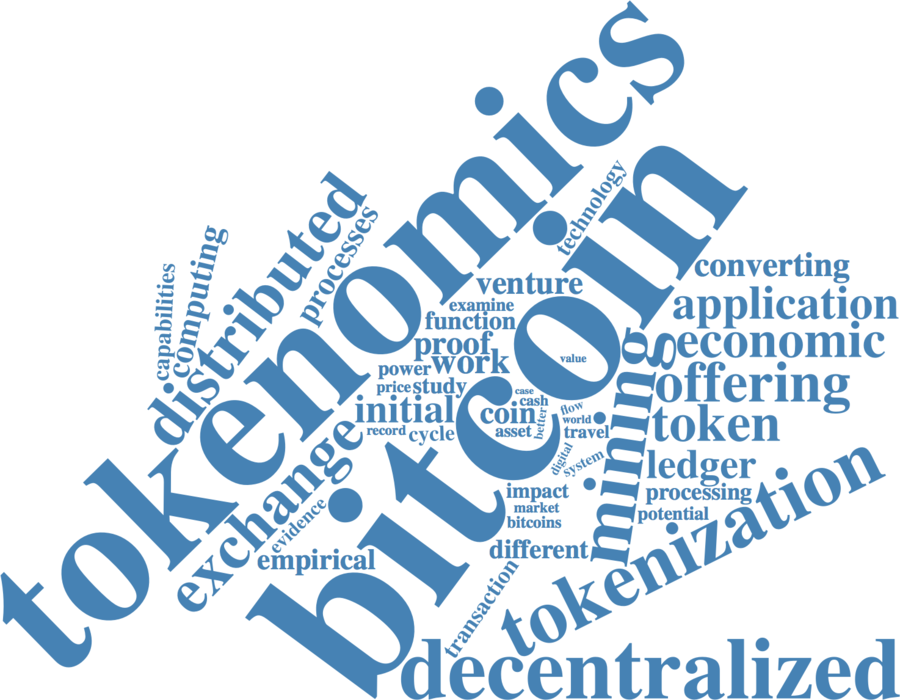 tokenomics
bitcoin
technology
distributed
processes
computing
capabilities
venture
examine
function
proof
work
power
price
study
initial
record
cycle
value
case
cash
coin
better
asset
flow
world
travel
digital
system
converting
application
economic
offering
token
mining
ledger
processing
potential
exchange
evidence
empirical
impact
market
bitcoins
different
transaction
tokenization
decentralized